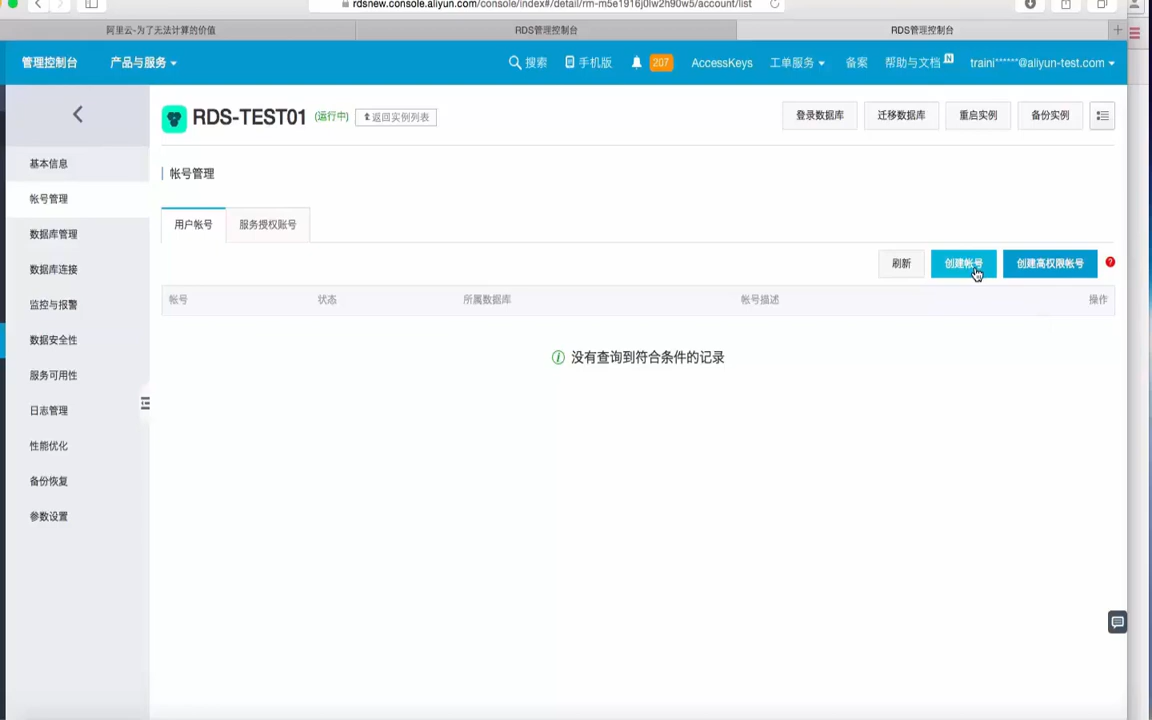 rdsnew.console.aliyun.com/console/index#/detail/rm-m5e1916j0lw2h90w5/account/list
阿里云-为了无法计算的价值
RDS管理控制台
RDS管理控制台
管理控制台
产品与服务
搜索
手机版
207
AccessKeys
工单服务
备案
帮助与文档
N
traini******@aliyun-test.com
RDS-TEST01
(运行中)
返回实例列表
登录数据库
迁移数据库
重启实例
备份实例
基本信息
帐号管理
数据库管理
数据库连接
监控与报警
数据安全性
服务可用性
日志管理
性能优化
备份恢复
参数设置
帐号管理
用户帐号
服务授权账号
刷新
创建帐号
创建高权限帐号
?
帐号
状态
所属数据库
帐号描述
操作
没有查询到符合条件的记录